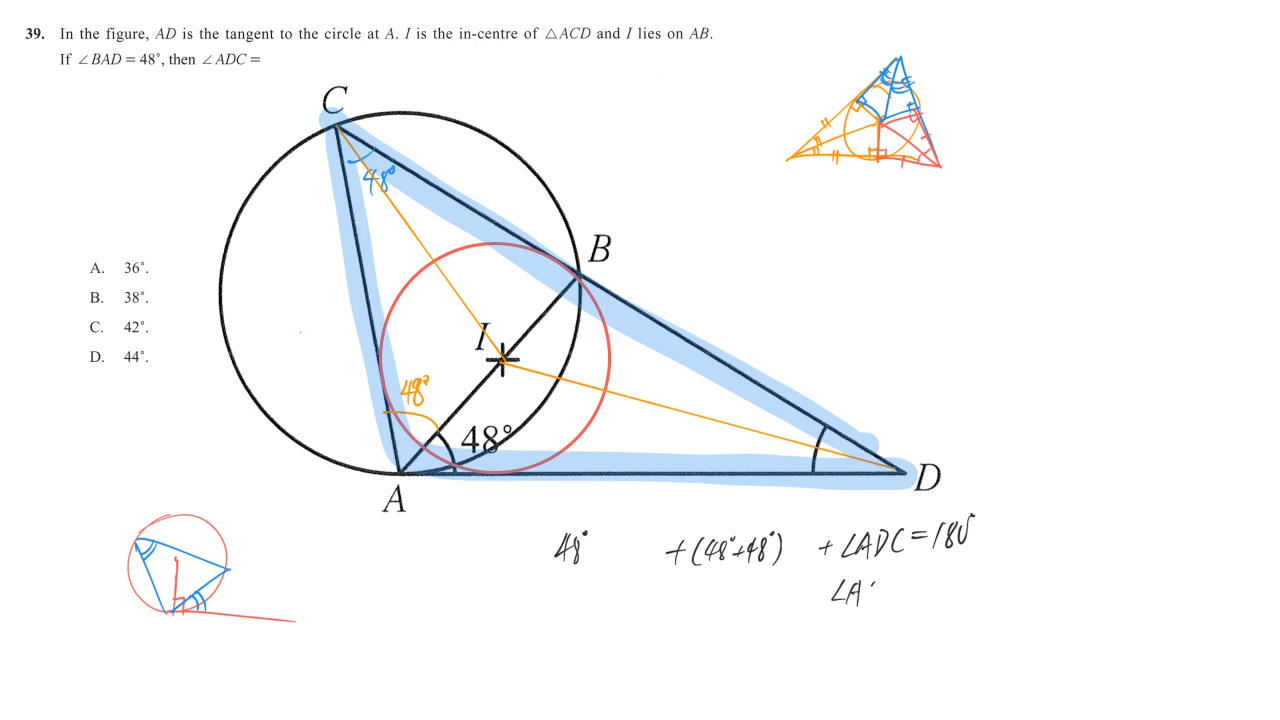 39. In the figure, AD is the tangent to the circle at A. I is the in-centre of △ACD and I lies on AB.
If ∠BAD = 48°, then ∠ADC =
C
48°
B
A. 36°.
B. 38°.
I
C. 42°.
D. 44°.
48°
48°
D
A
48° +(48°+48°) + ∠ADC = 180°
∠A